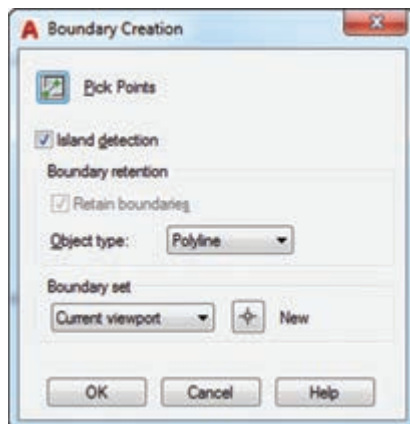 A Boundary Creation
Pick Points
Island detection
Boundary retention
Retain boundaries
Object type: Polyline
Boundary set
Current viewport New
OK Cancel Help